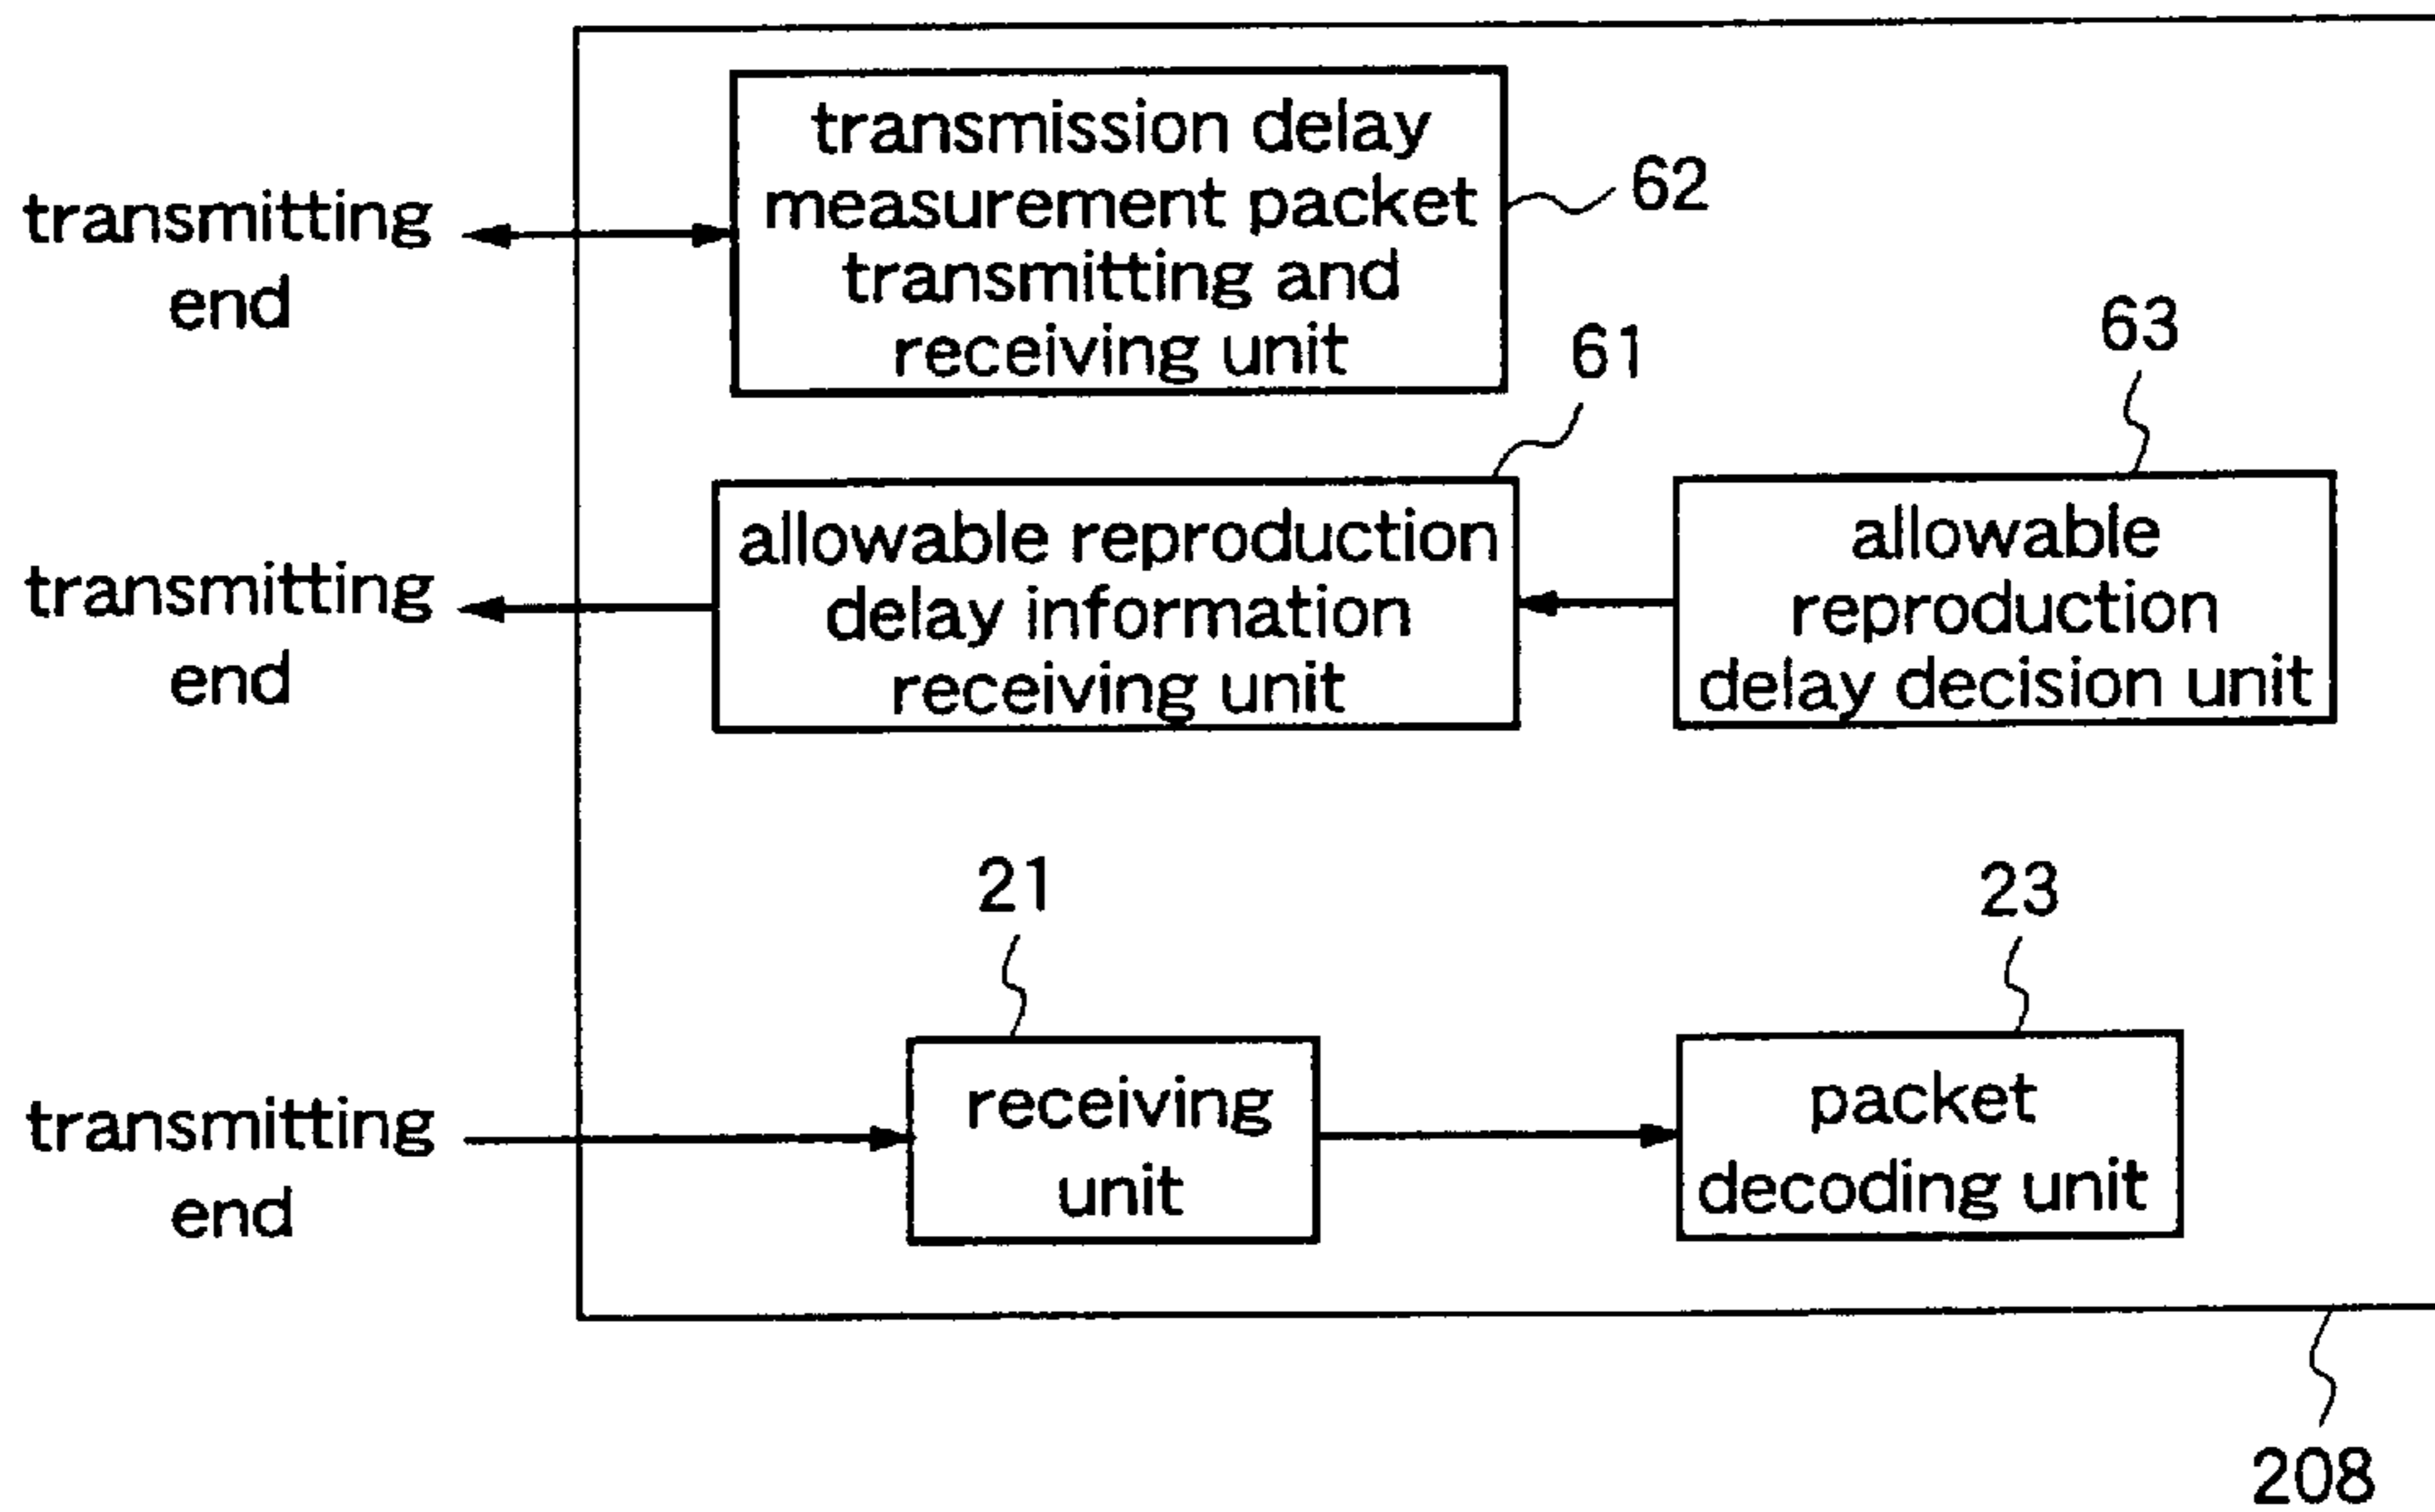 transmitting
end
transmission delay
measurement packet
transmitting and
receiving unit
62
61
63
transmitting
end
allowable reproduction
delay information
receiving unit
allowable
reproduction
delay decision unit
21
23
transmitting
end
receiving
unit
packet
decoding unit
208